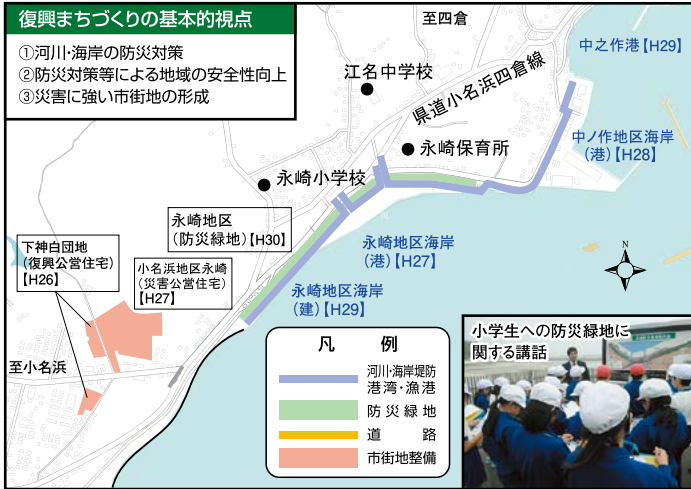 復興まちづくりの基本的視点
①河川・海岸の防災対策
②防災対策等による地域の安全性向上
③災害に強い市街地の形成
至四倉
中之作港【H29】
江名中学校
県道小名浜四倉線
中ノ作地区海岸
(港)【H28】
永崎保育所
永崎小学校
永崎地区
(防災緑地)【H30】
永崎地区海岸
(港)【H27】
下神白団地
(復興公営住宅)
【H26】
小名浜地区永崎
(災害公営住宅)
【H27】
永崎地区海岸
(建)【H29】
N
至小名浜
凡例
河川・海岸堤防
港湾・漁港
防災緑地
道路
市街地整備
小学生への防災緑地に
関する講話